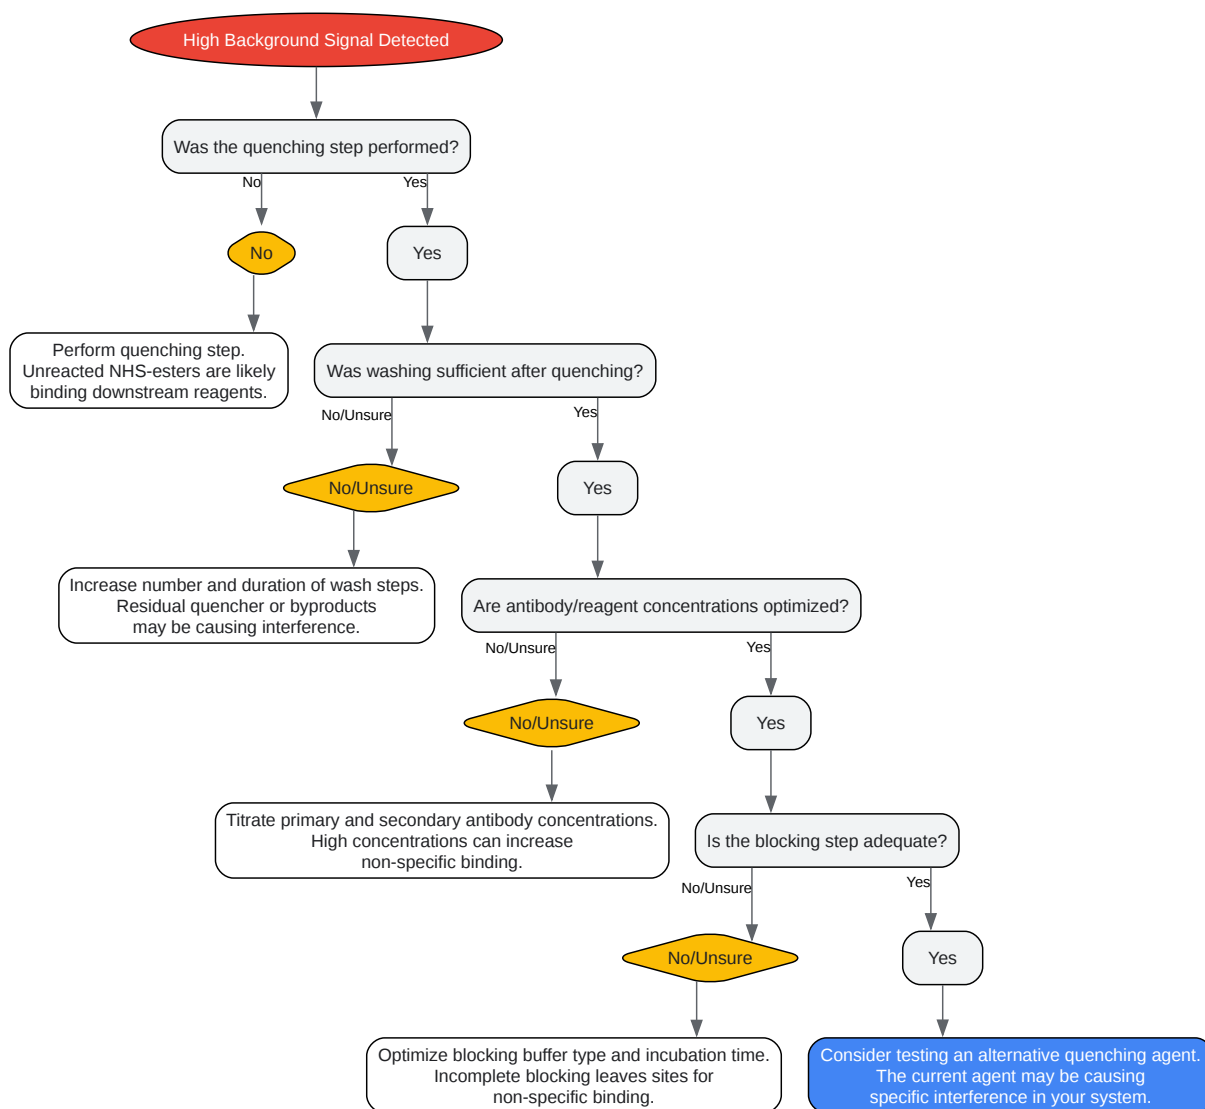 High Background Signal Detected
Was the quenching step performed?
No
Yes
No
Yes
Perform quenching step.
Unreacted NHS-esters are likely
binding downstream reagents.
Was washing sufficient after quenching?
No/Unsure
Yes
No/Unsure
Yes
Increase number and duration of wash steps.
Residual quencher or byproducts
may be causing interference.
Are antibody/reagent concentrations optimized?
No/Unsure
Yes
No/Unsure
Yes
Titrate primary and secondary antibody concentrations.
High concentrations can increase
non-specific binding.
Is the blocking step adequate?
No/Unsure
Yes
No/Unsure
Yes
Optimize blocking buffer type and incubation time.
Incomplete blocking leaves sites for
non-specific binding.
Consider testing an alternative quenching agent.
The current agent may be causing
specific interference in your system.